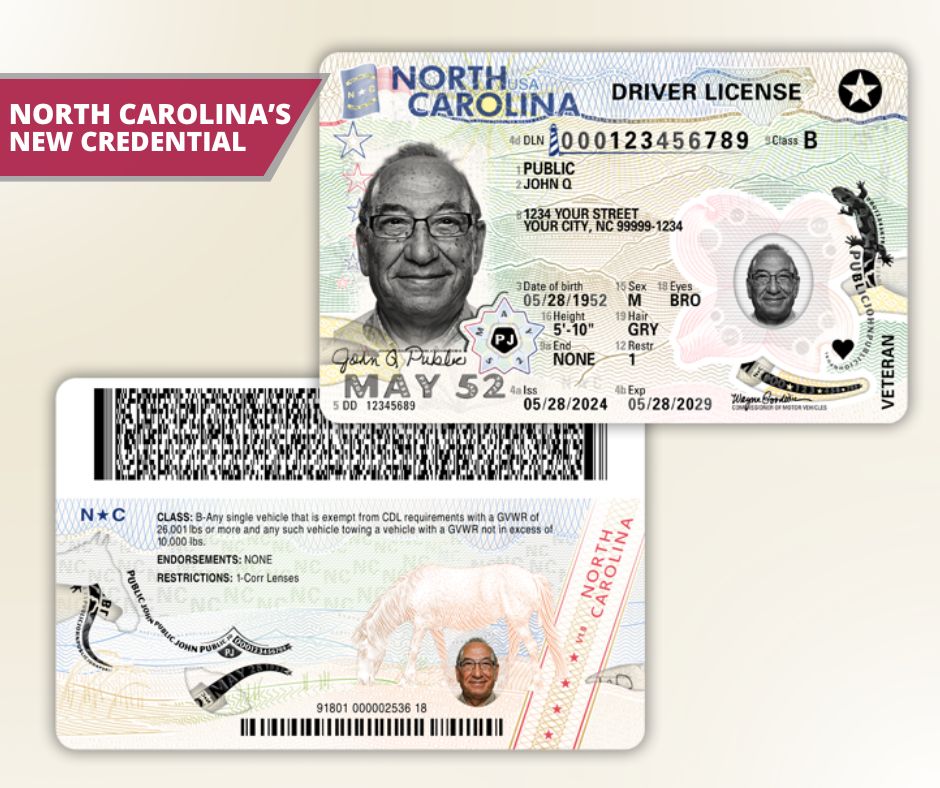 NORTH CAROLINA'S
NEW CREDENTIAL
NORTH USA
CAROLINA
DRIVER LICENSE
4d DLN 000123456789 9 Class B
1 PUBLIC
2 JOHN Q
8 1234 YOUR STREET
YOUR CITY, NC 99999-1234
3 Date of birth 15 Sex 18 Eyes
05/28/1952 M BRO
16 Height 19 Hair
5'-10" GRY
9a End 12 Restr
NONE 1
4a Iss 4b Exp
05/28/2024 05/28/2029
John Q Public
MAY 52
5 DD 12345689
PJ
VETERAN
COMMISSIONER OF MOTOR VEHICLES
N★C
CLASS: B-Any single vehicle that is exempt from CDL requirements with a GVWR of
26,001 lbs or more and any such vehicle towing a vehicle with a GVWR not in excess of
10,000 lbs.
ENDORSEMENTS: NONE
RESTRICTIONS: 1-Corr Lenses
PUBLIC JOHN PUBLIC JOHN PUBLIC JO
000123456789
PJ
NORTH
CAROLINA
V1.0
91801 000002536 18